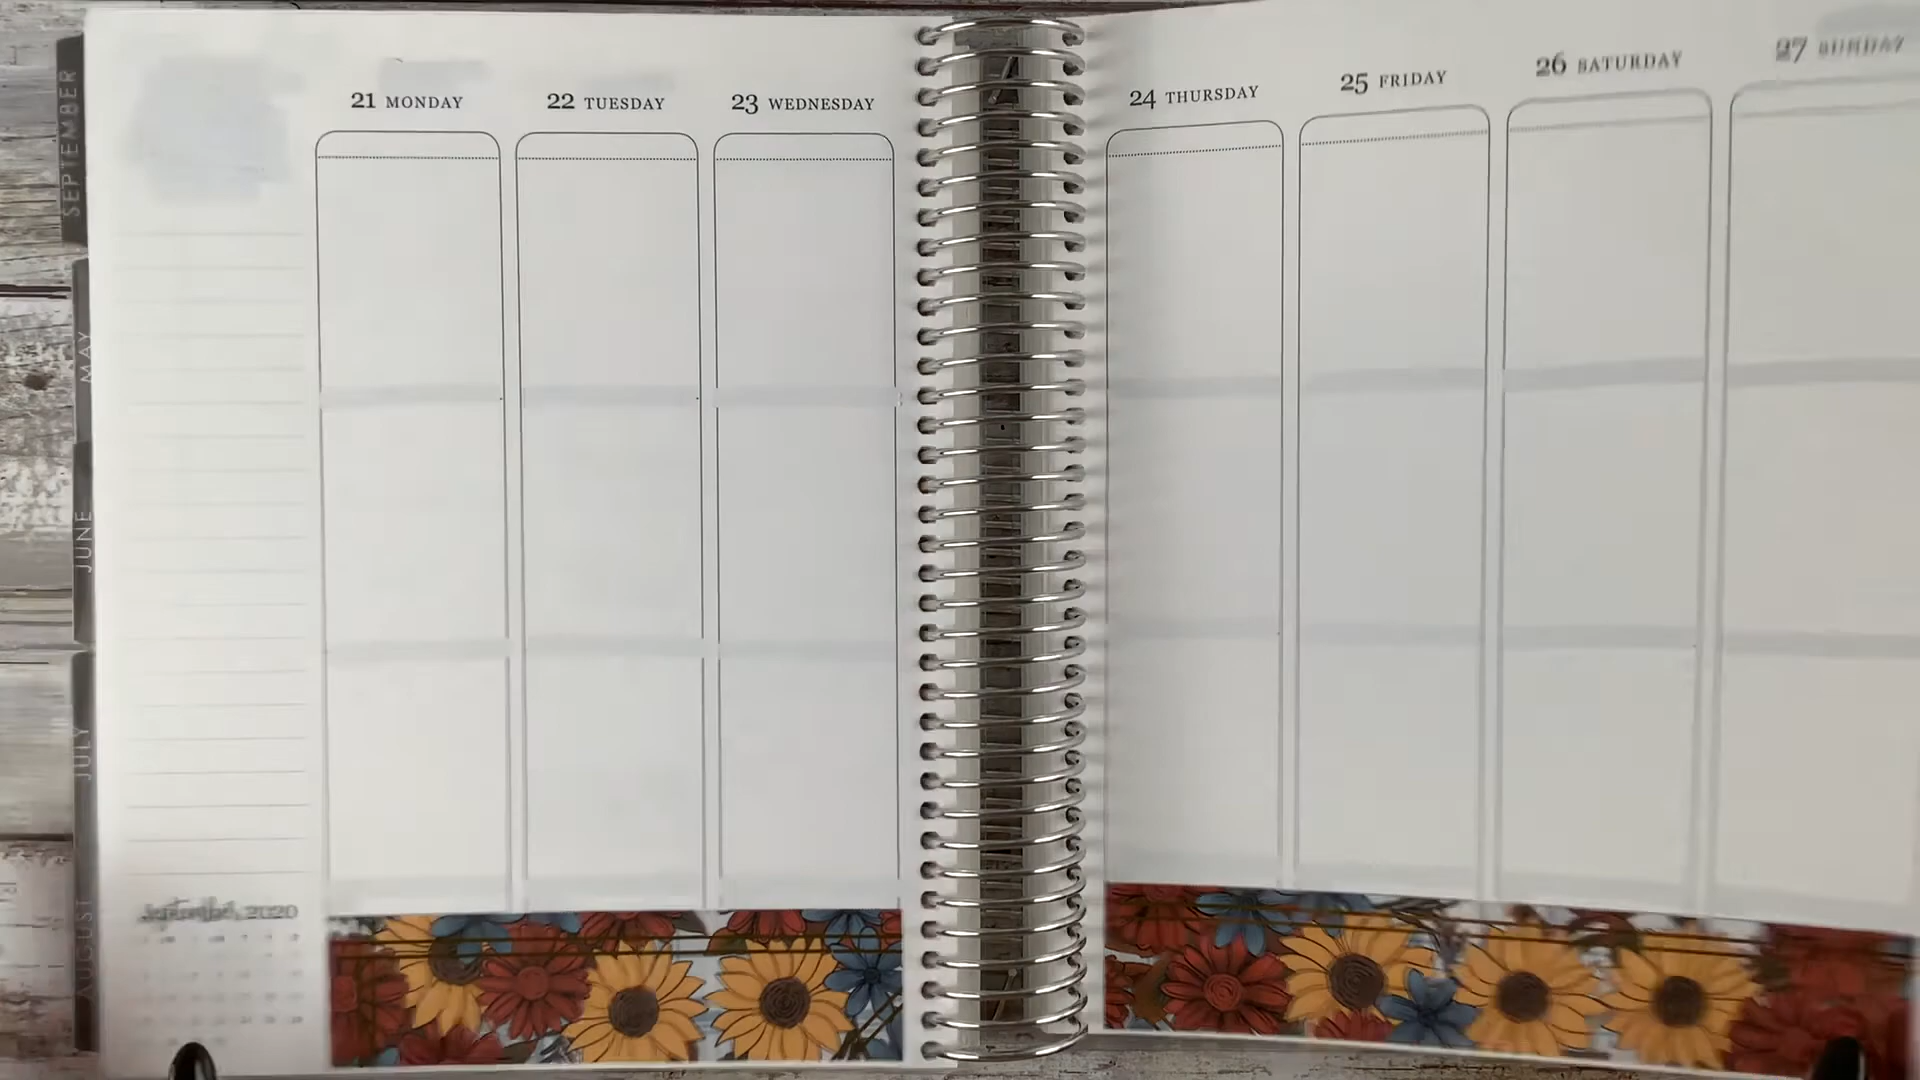 SEPTEMBER
MAY
JUNE
JULY
AUGUST
21 MONDAY
22 TUESDAY
23 WEDNESDAY
24 THURSDAY
25 FRIDAY
26 SATURDAY
27 SUNDAY
September 2020